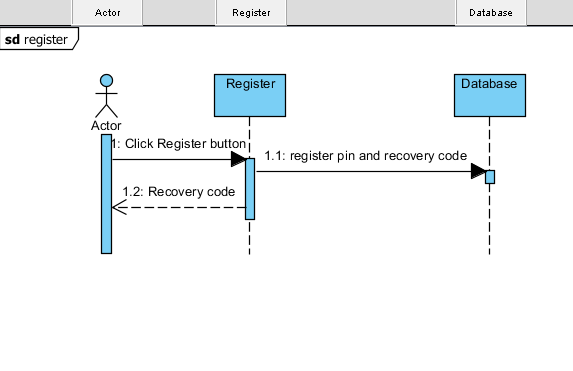 Actor Register Database
sd register
Register Database
Actor
1: Click Register button
1.1: register pin and recovery code
1.2: Recovery code